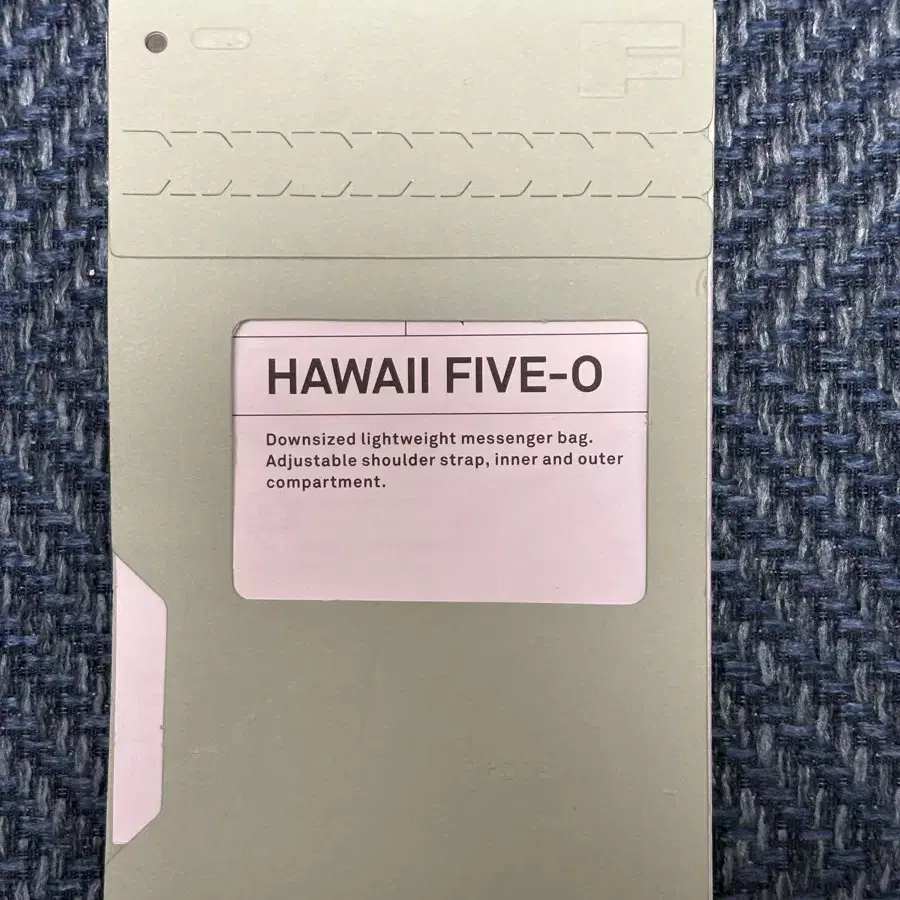 F
HAWAII FIVE-O
Downsized lightweight messenger bag.
Adjustable shoulder strap, inner and outer
compartment.